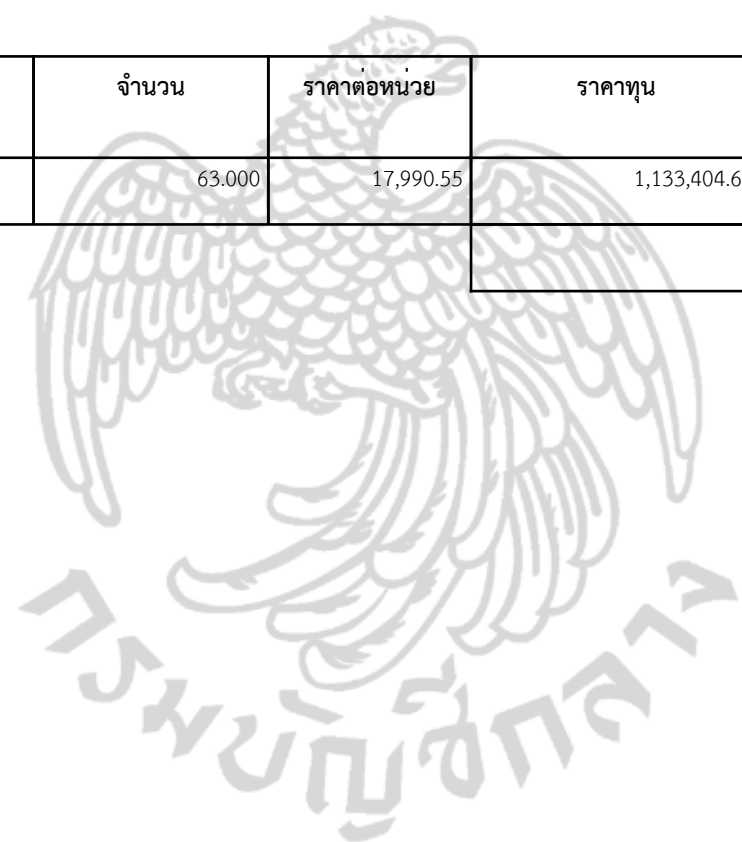 จำนวน ราคาต่อหน่วย ราคาทุน
63.000 17,990.55 1,133,404.6
กรมบัญชีกลาง